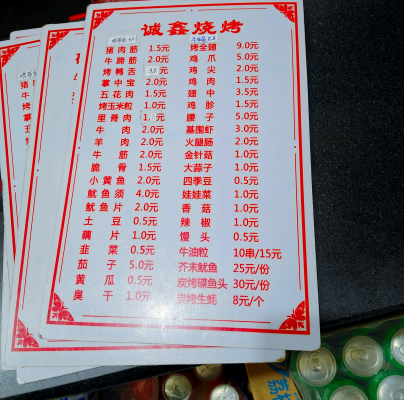 诚鑫烧烤
猪肉筋 1.5元 烤全翅 9.0元
牛蹄筋 2.0元 鸡爪 5.0元
烤鸭舌 3.0 鸡尖 2.0元
掌中宝 2.0元 鸡肉 1.5元
五花肉 1.5元 翅中 3.5元
烤玉米粒 1.0元 鸡胗 1.5元
里脊肉 1. 元 腰子 5.0元
牛肉 2.0元 基围虾 3.0元
羊肉 2.0元 火腿肠 2.0元
牛筋 2.0元 金针菇 1.0元
脆骨 1.5元 大蒜子 1.0元
小黄鱼 2.0元 四季豆 0.5元
鱿鱼须 4.0元 娃娃菜 1.0元
鱿鱼片 2.0元 香菇 1.0元
土豆 0.5元 辣椒 1.0元
藕片 1.0元 馒头 0.5元
韭菜 0.5元 牛油粒 10串/15元
茄子 5.0元 芥末鱿鱼 25元/份
黄瓜 0.5元 炭烤碟鱼头 30元/份
臭干 1.0元 炭烤生蚝 8元/个